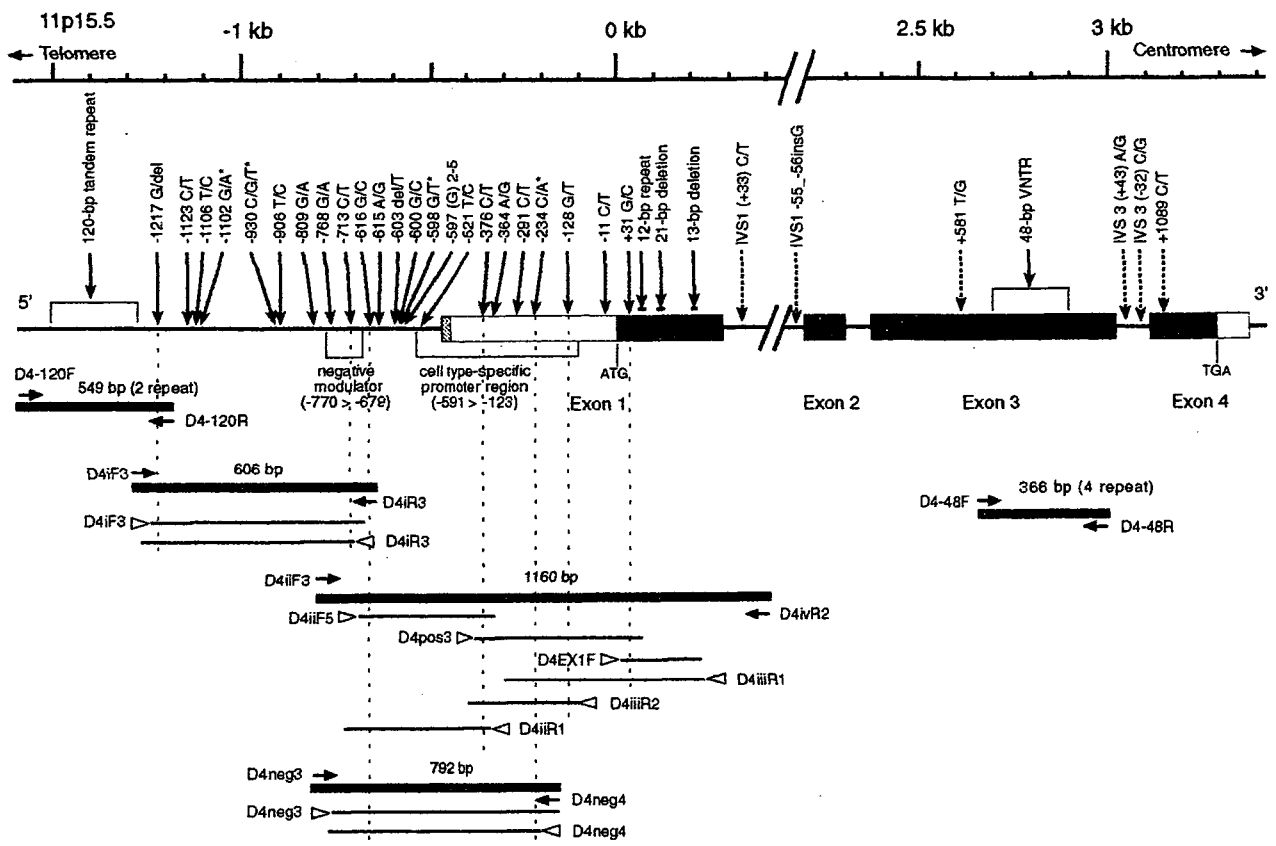 11p15.5
-1 kb
0 kb
2.5 kb
3 kb
Telomere
Centromere
120-bp tandem repeat
-1217 G/del
-1123 C/T
-1106 T/C
-1102 G/A*
-930 C/G/T*
-906 T/C
-809 G/A
-768 G/A
-713 C/T
-616 G/C
-615 A/G
-603 del/T
-600 G/C
-598 G/T*
-597 (G) 2-5
-521 T/C
-376 C/T
-364 A/G
-291 C/T
-234 C/A*
-128 G/T
-11 C/T
+31 G/C
12-bp repeat
21-bp deletion
13-bp deletion
IVS1 (+33) C/T
IVS1 -55_-56insG
+581 T/G
48-bp VNTR
IVS 3 (+43) A/G
IVS 3 (-32) C/G
+1089 C/T
5'
3'
negative
modulator
(-770 > -679)
cell type-specific
promoter region
(-591 > -123)
ATG
TGA
Exon 1
Exon 2
Exon 3
Exon 4
D4-120F
549 bp (2 repeat)
D4-120R
D4iF3
606 bp
D4iR3
D4iF3
D4iR3
D4-48F
366 bp (4 repeat)
D4-48R
D4iiF3
1160 bp
D4ivR2
D4iiF5
D4pos3
D4EX1F
D4iiiR1
D4iiiR2
D4iiR1
D4neg3
792 bp
D4neg4
D4neg3
D4neg4